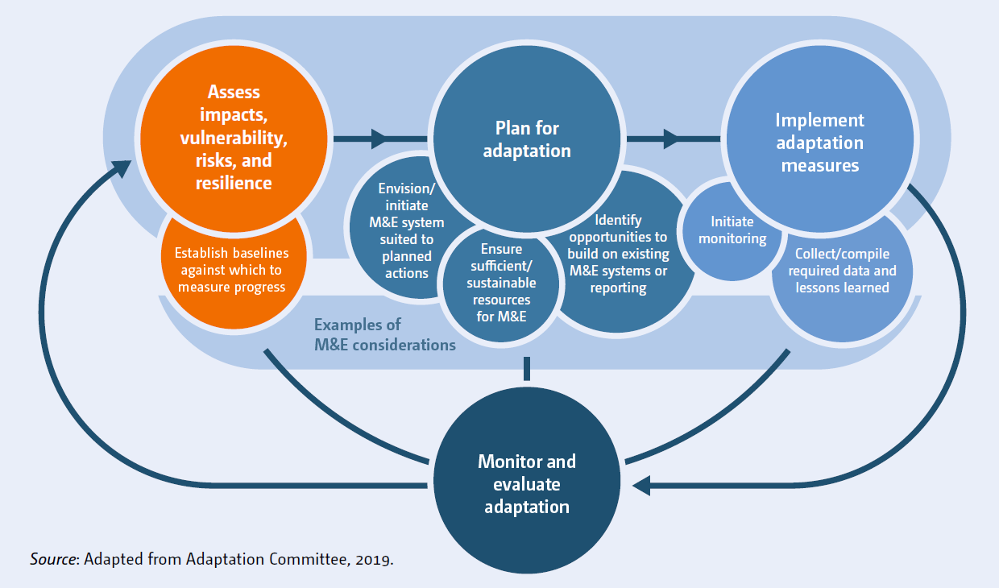 Assess
impacts,
vulnerability,
risks, and
resilience
Establish baselines
against which to
measure progress
Plan for
adaptation
Envision/
initiate
M&E system
suited to
planned
actions
Ensure
sufficient/
sustainable
resources
for M&E
Identify
opportunities to
build on existing
M&E systems or
reporting
Implement
adaptation
measures
Initiate
monitoring
Collect/compile
required data and
lessons learned
Examples of
M&E considerations
Monitor and
evaluate
adaptation
Source: Adapted from Adaptation Committee, 2019.